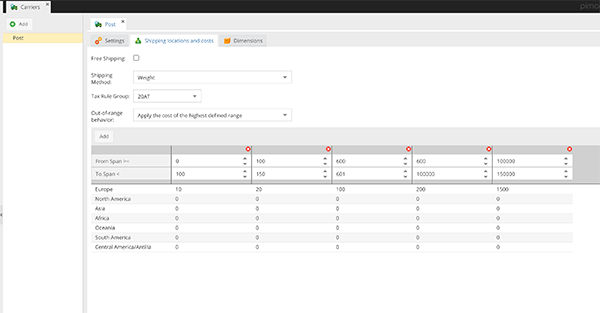 Carriers
pimco
Add
Post
Post
Settings
Shipping locations and costs
Dimensions
Free Shipping:
Shipping
Method:
Weight
Tax Rule Group:
20AT
Out-of-range
behavior:
Apply the cost of the highest defined range
Add
From Span >= 0 100 600 600 100000
To Span < 100 150 601 100000 150000
Europe 10 20 100 200 1500
North America 0 0 0 0 0
Asia 0 0 0 0 0
Africa 0 0 0 0 0
Oceania 0 0 0 0 0
South America 0 0 0 0 0
Central America/Antilla 0 0 0 0 0